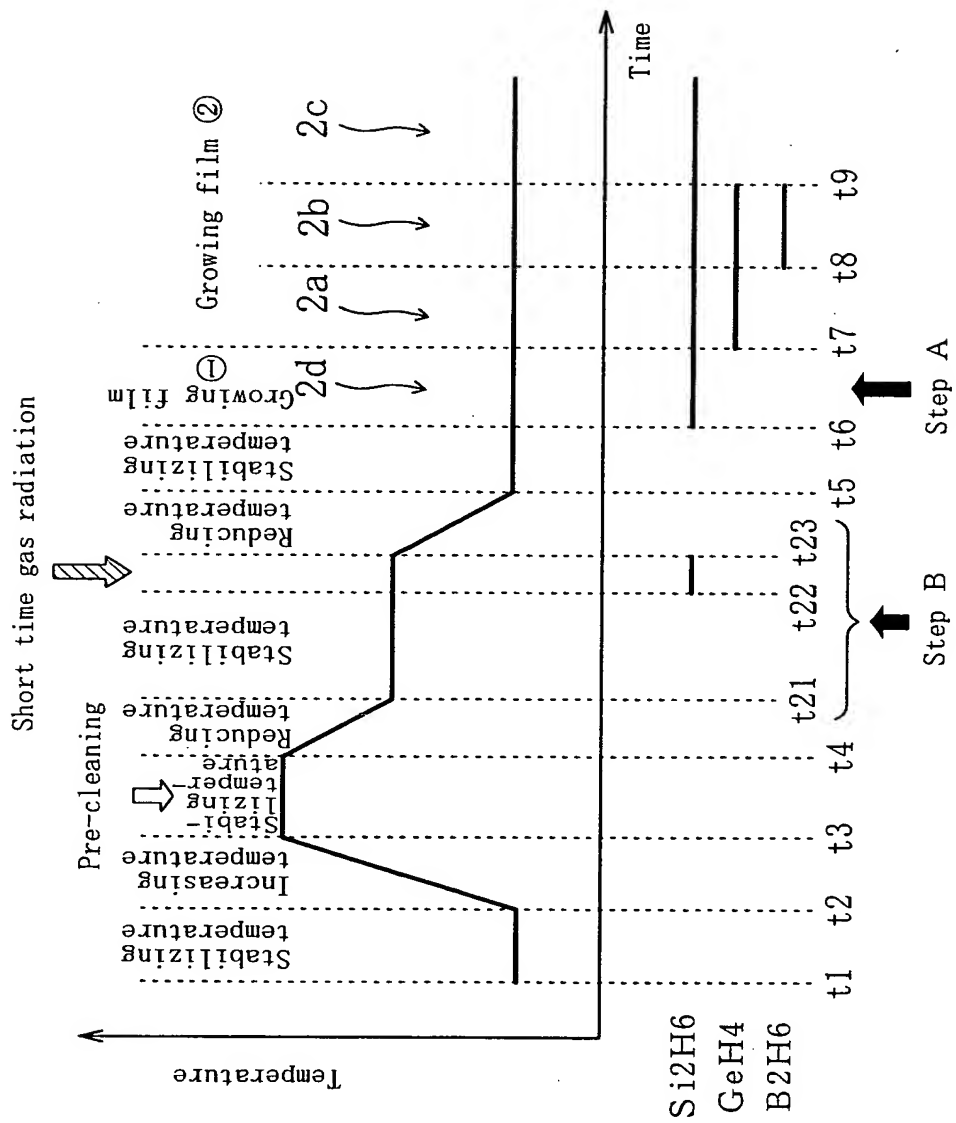 Short time gas radiation
Pre-cleaning
Growing film ②
Stabilizing
temperature
Increasing
temperature
Stabi-
lizing
temper-
ature
Reducing
temperature
Stabilizing
temperature
Reducing
temperature
Stabilizing
temperature
Growing film
①
2d
2a
2b
2c
Temperature
Time
Si2H6
GeH4
B2H6
t1
t2
t3
t4
t21
t22
t23
t5
t6
t7
t8
t9
Step B
Step A